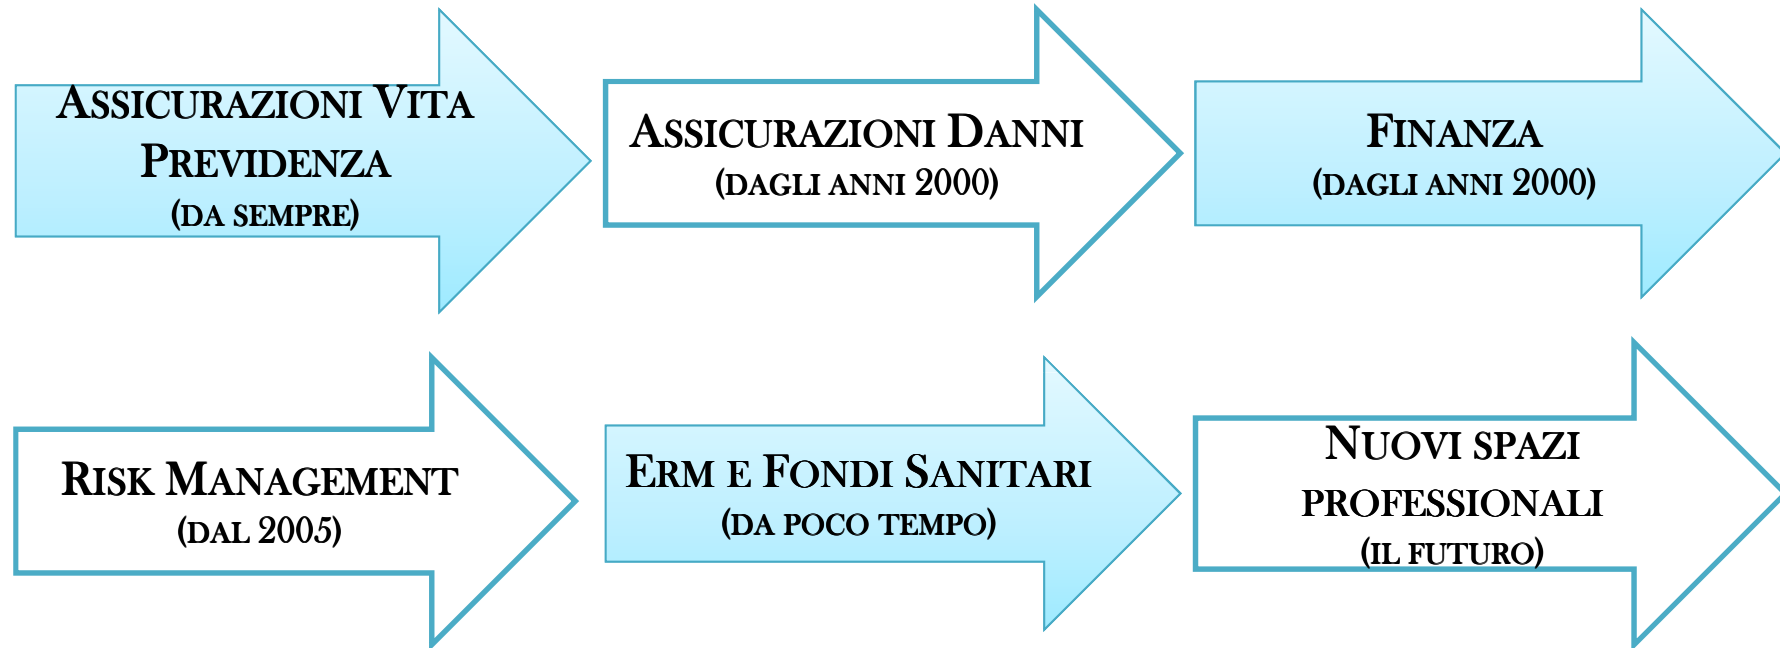 ASSICURAZIONI VITA
PREVIDENZA
(DA SEMPRE)
ASSICURAZIONI DANNI
(DAGLI ANNI 2000)
FINANZA
(DAGLI ANNI 2000)
RISK MANAGEMENT
(DAL 2005)
ERM E FONDI SANITARI
(DA POCO TEMPO)
NUOVI SPAZI
PROFESSIONALI
(IL FUTURO)